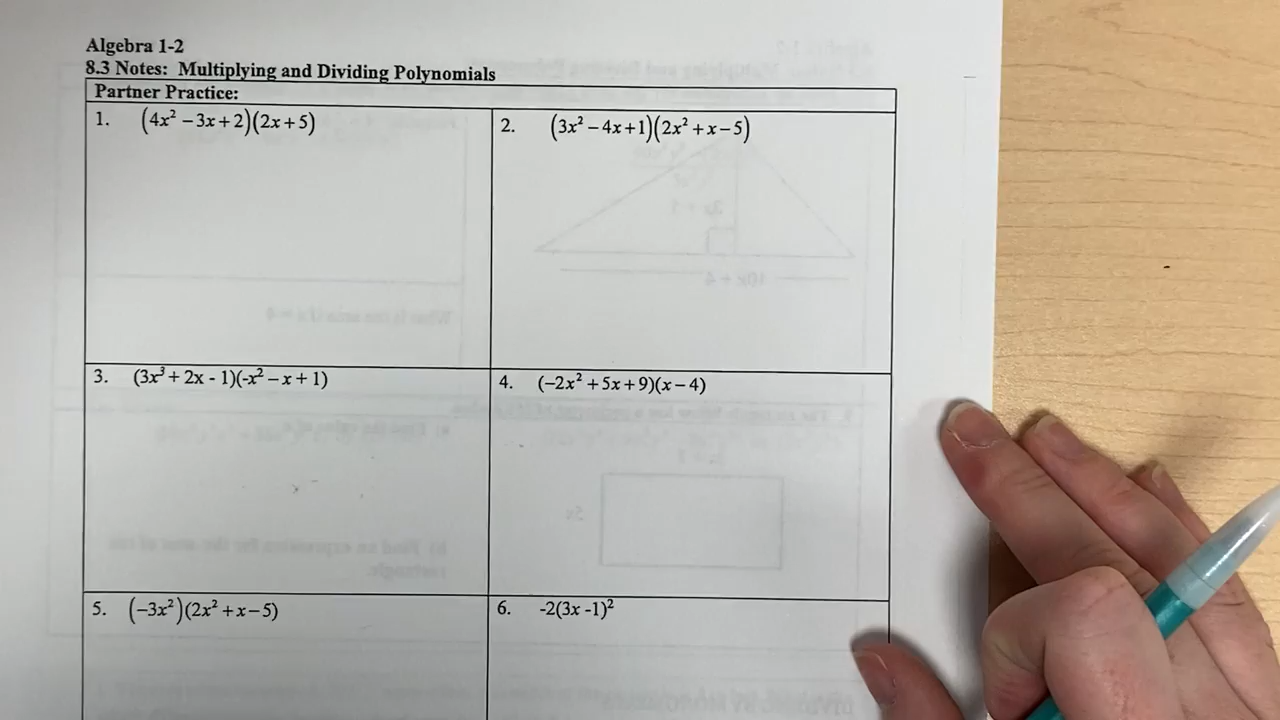 Algebra 1-2
8.3 Notes: Multiplying and Dividing Polynomials
Partner Practice:
1. (4x² – 3x + 2)(2x + 5)
2. (3x² – 4x + 1)(2x² + x – 5)
3. (3x³ + 2x - 1)(-x² – x + 1)
4. (–2x² + 5x + 9)(x – 4)
5. (–3x²)(2x² + x – 5)
6. -2(3x -1)²